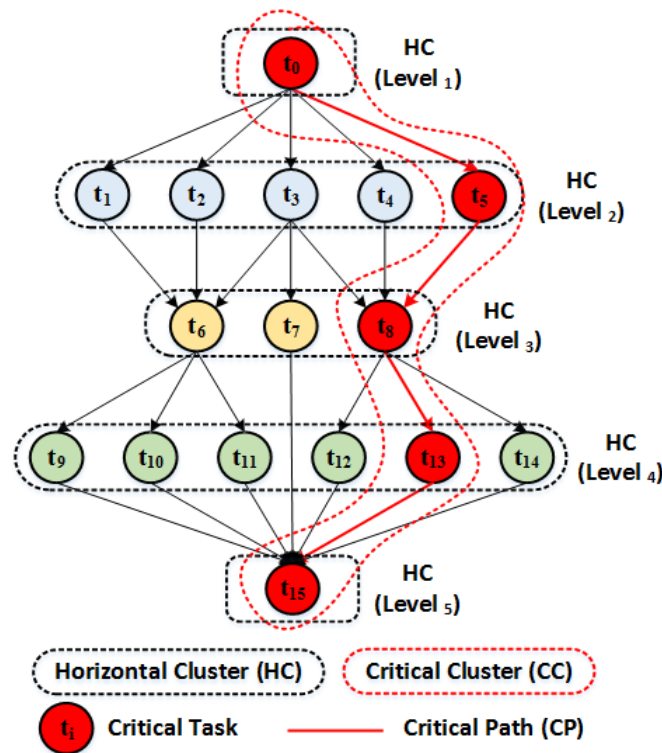 t0
HC
(Level 1)
t1 t2 t3 t4 t5
HC
(Level 2)
t6 t7 t8
HC
(Level 3)
t9 t10 t11 t12 t13 t14
HC
(Level 4)
t15
HC
(Level 5)
Horizontal Cluster (HC)
Critical Cluster (CC)
ti Critical Task
Critical Path (CP)